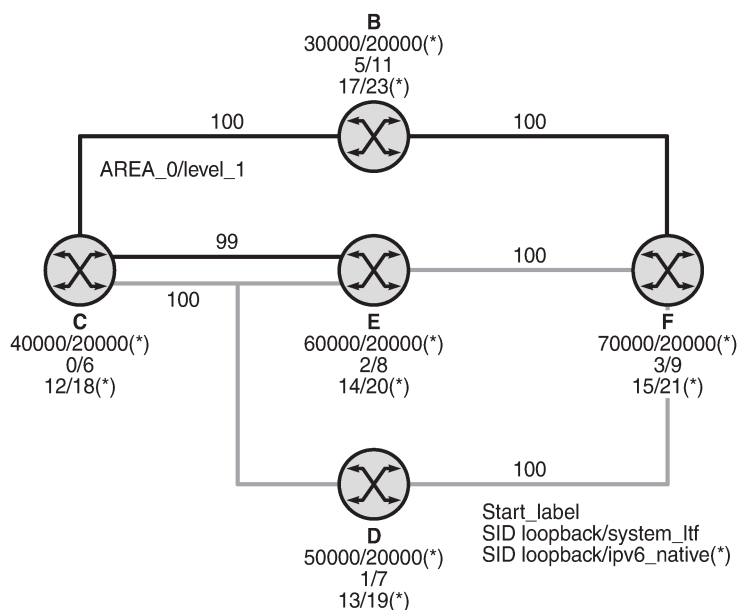 B
30000/20000(*)
5/11
17/23(*)
100
100
AREA_0/level_1
99
100
100
C
40000/20000(*)
0/6
12/18(*)
E
60000/20000(*)
2/8
14/20(*)
F
70000/20000(*)
3/9
15/21(*)
100
Start_label
SID loopback/system_ltf
SID loopback/ipv6_native(*)
D
50000/20000(*)
1/7
13/19(*)